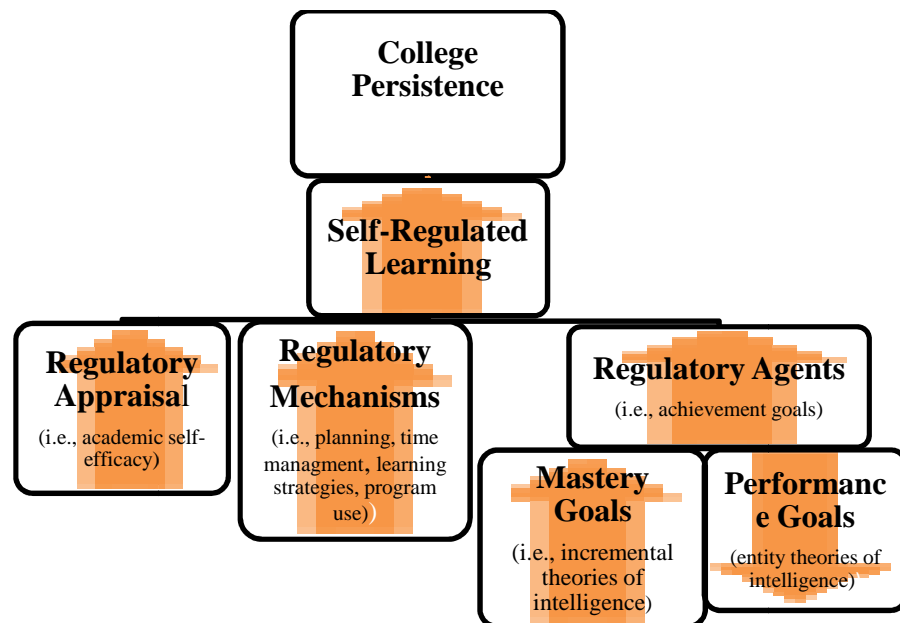 College
Persistence
Self-Regulated
Learning
Regulatory
Appraisal
(i.e., academic self-
efficacy)
Regulatory
Mechanisms
(i.e., planning, time
managment, learning
strategies, program
use))
Regulatory Agents
(i.e., achievement goals)
Mastery
Goals
(i.e., incremental
theories of
intelligence)
Performanc
e Goals
(entity theories of
intelligence)